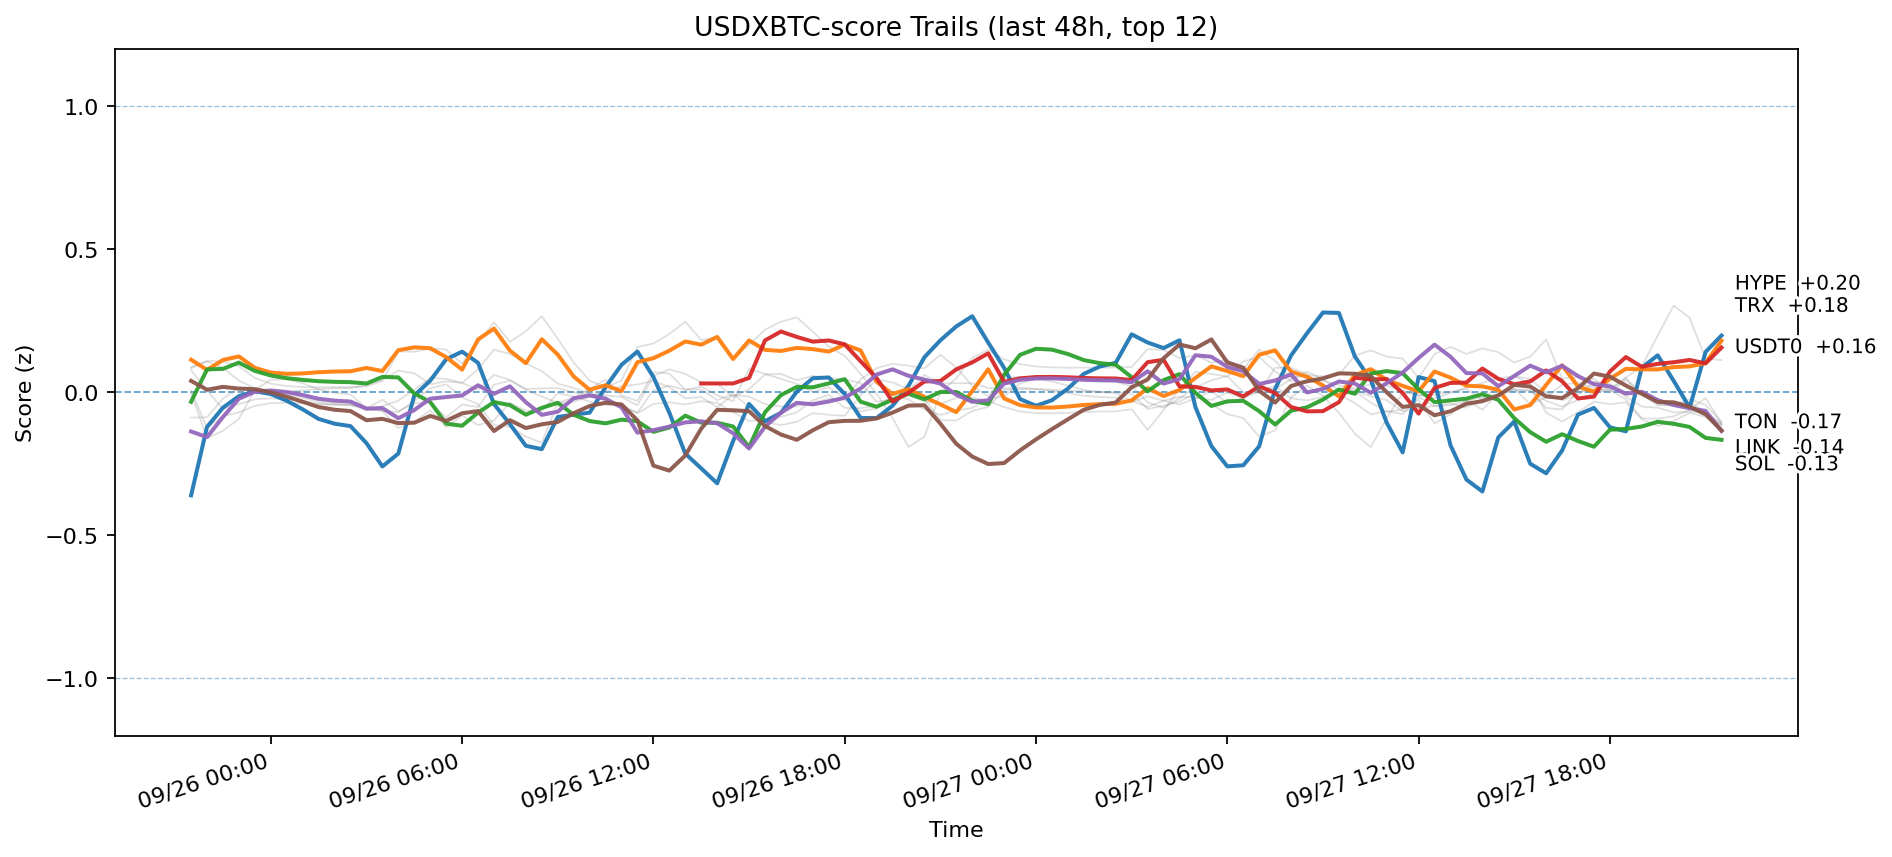 USDXBTC-score Trails (last 48h, top 12)
Score (z)
1.0
0.5
0.0
−0.5
−1.0
HYPE +0.20
TRX +0.18
USDT0 +0.16
TON -0.17
LINK -0.14
SOL -0.13
09/26 00:00
09/26 06:00
09/26 12:00
09/26 18:00
09/27 00:00
09/27 06:00
09/27 12:00
09/27 18:00
Time